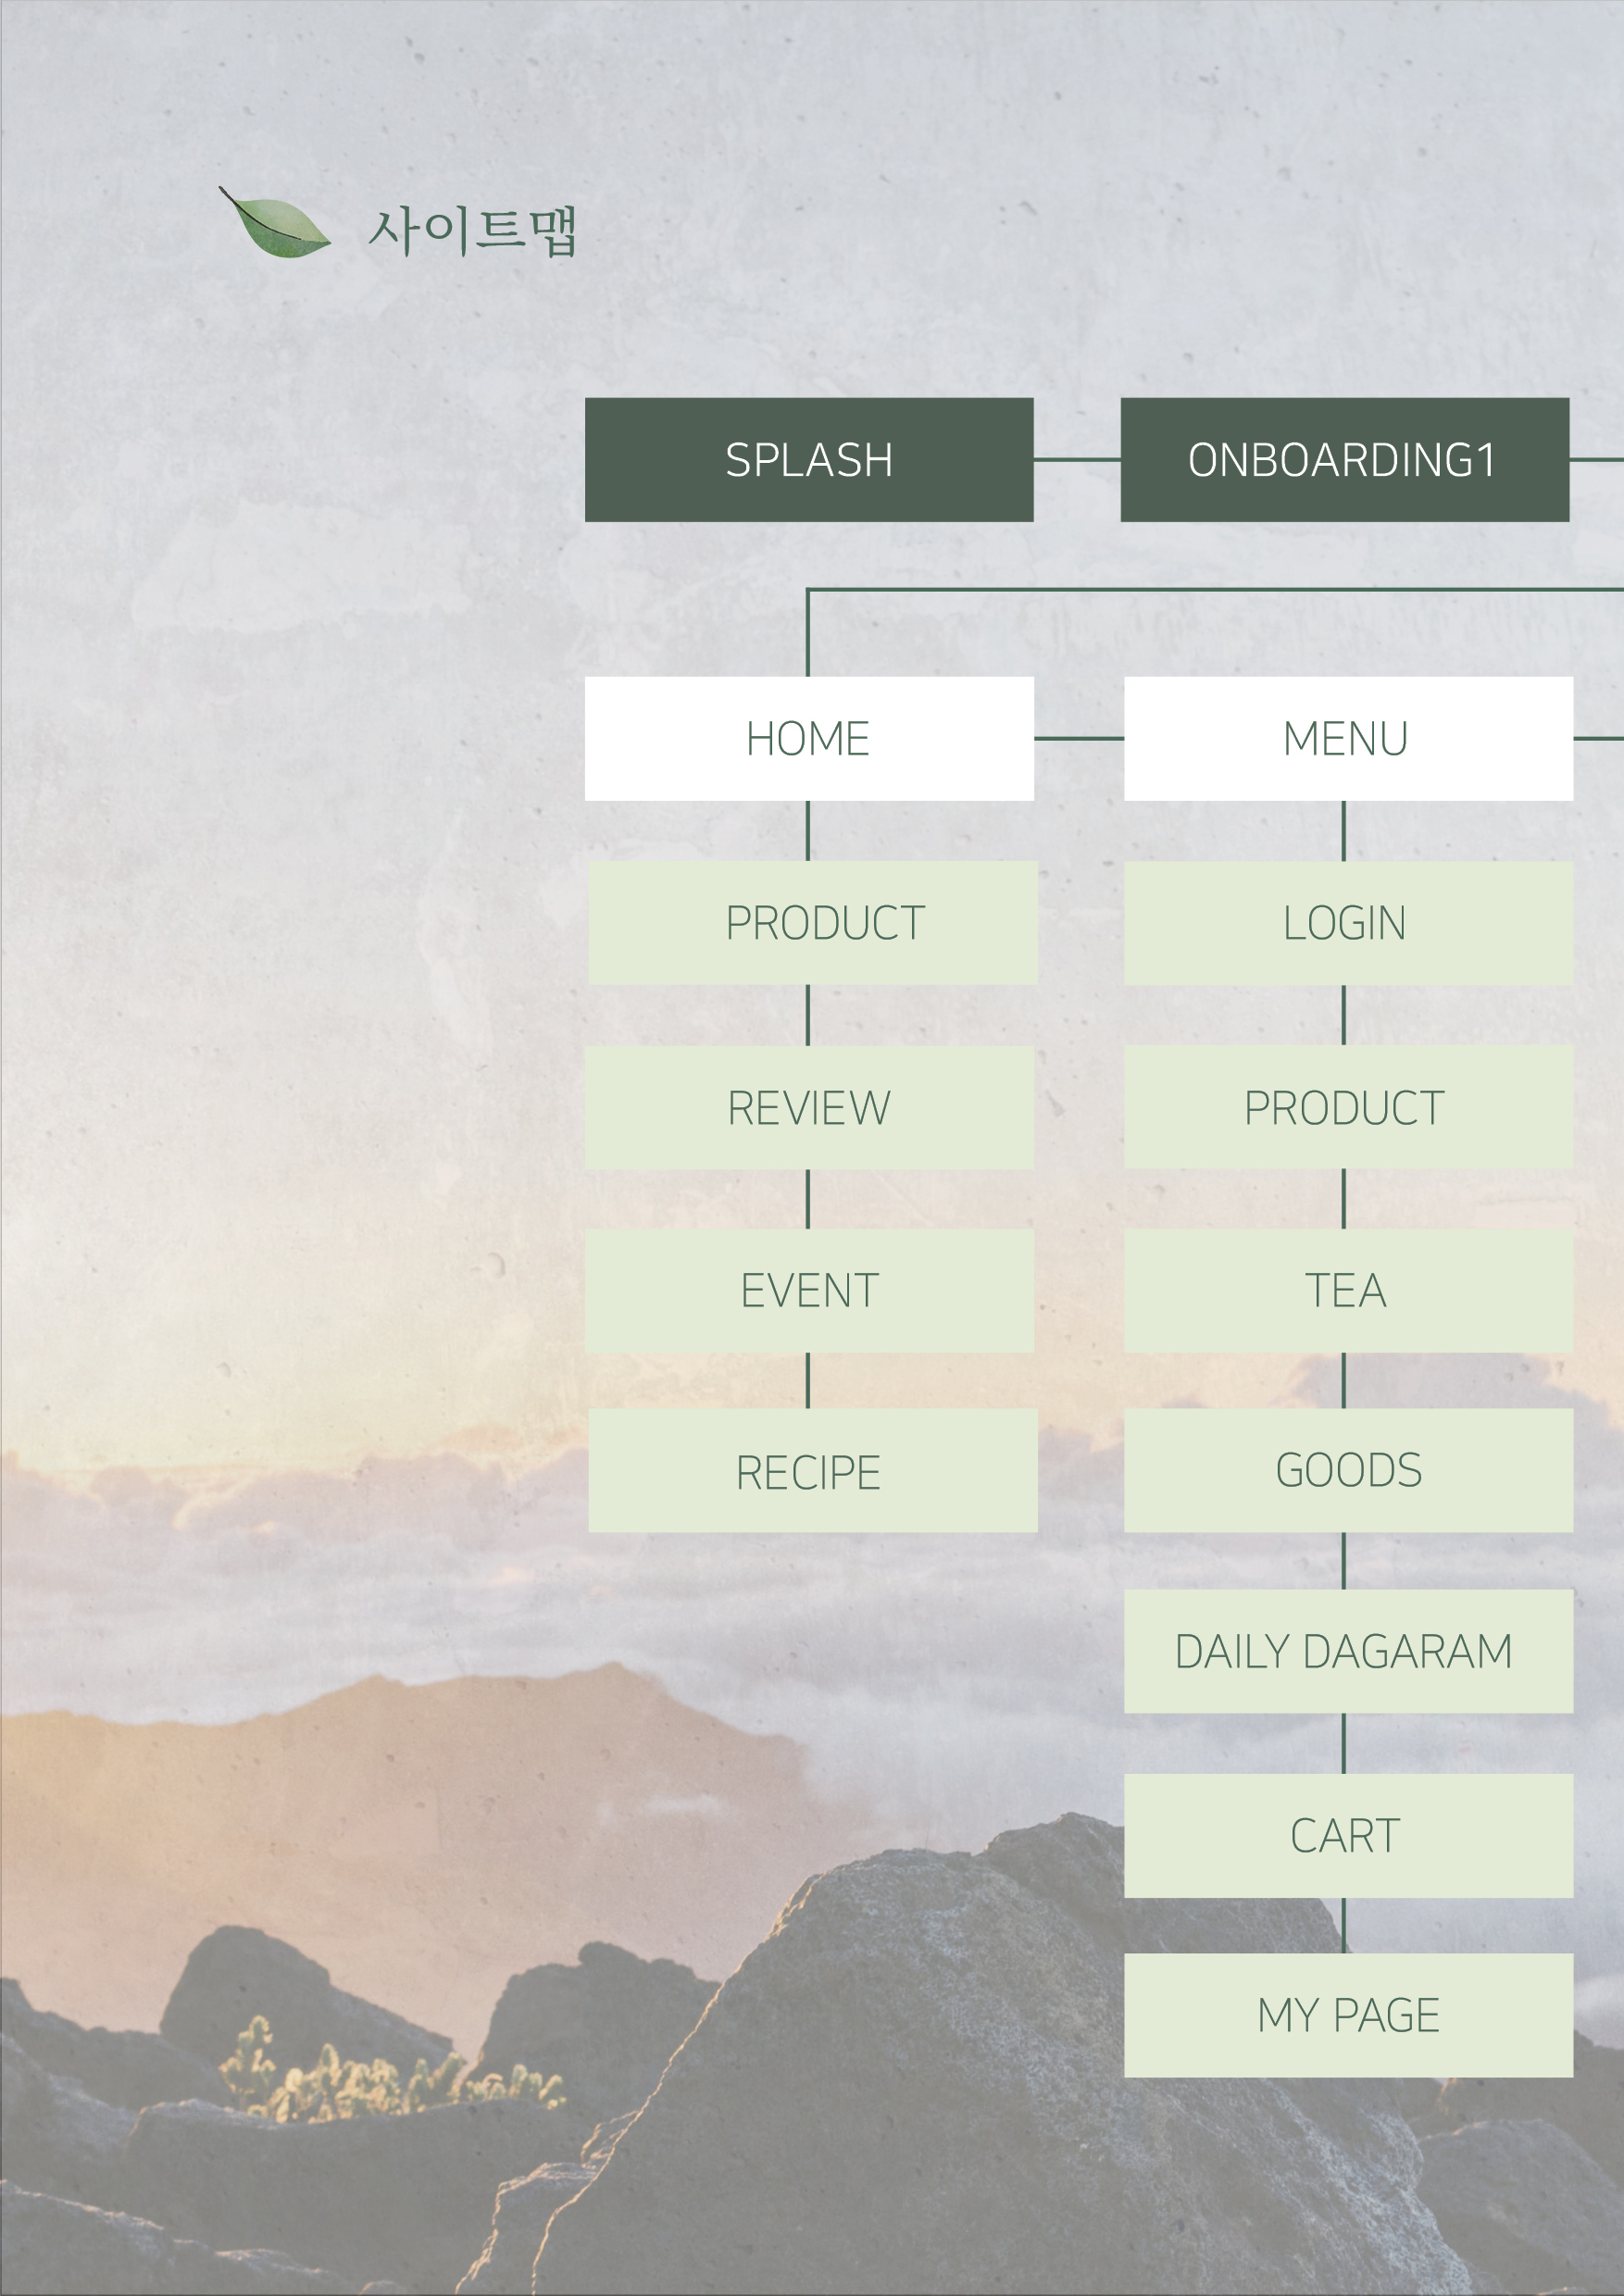 사이트맵
SPLASH
ONBOARDING1
HOME
MENU
PRODUCT
LOGIN
REVIEW
PRODUCT
EVENT
TEA
RECIPE
GOODS
DAILY DAGARAM
CART
MY PAGE